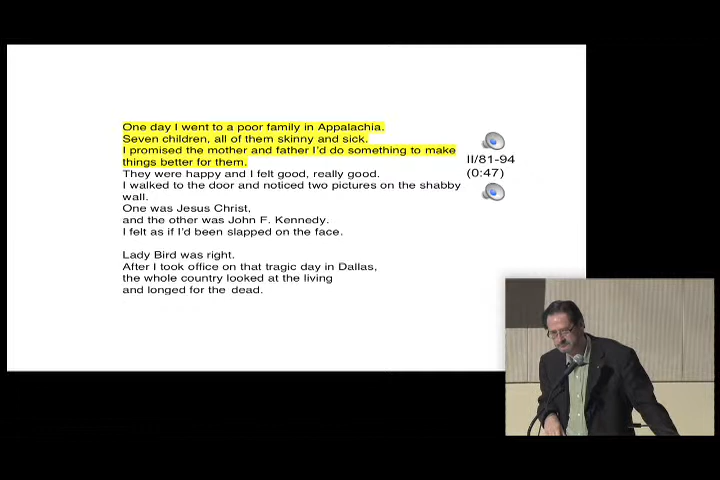 One day I went to a poor family in Appalachia.
Seven children, all of them skinny and sick.
I promised the mother and father I'd do something to make
things better for them.
They were happy and I felt good, really good.
I walked to the door and noticed two pictures on the shabby
wall.
One was Jesus Christ,
and the other was John F. Kennedy.
I felt as if I'd been slapped on the face.
Lady Bird was right.
After I took office on that tragic day in Dallas,
the whole country looked at the living
and longed for the dead.
II/81-94
(0:47)